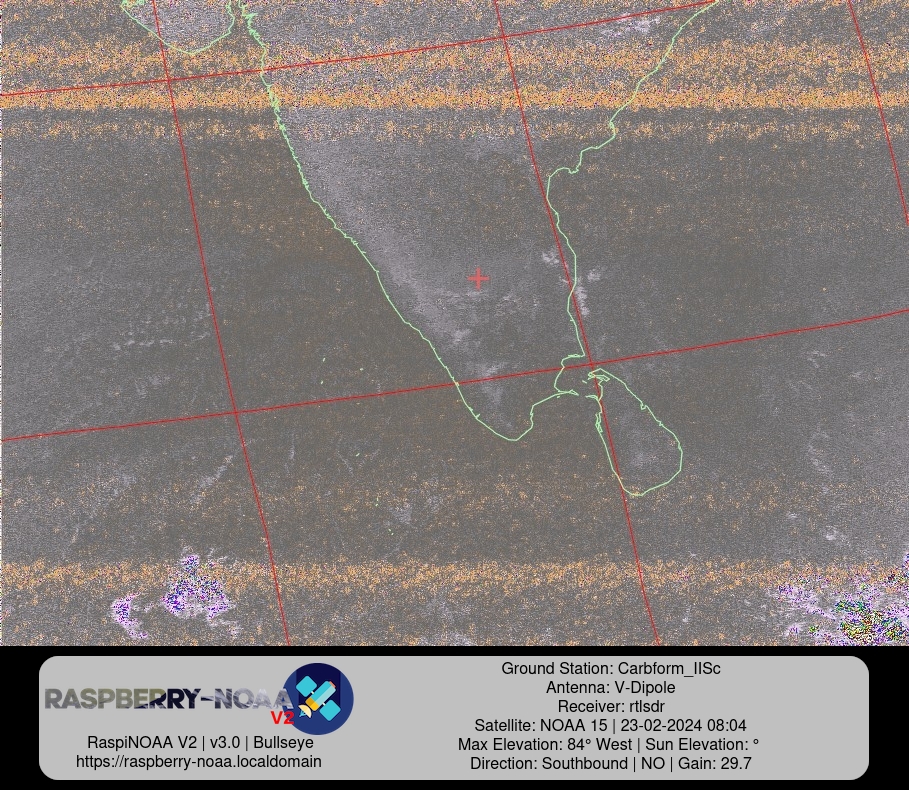 RASPBERRY-NOAA
V2
RaspiNOAA V2 | v3.0 | Bullseye
https://raspberry-noaa.localdomain
Ground Station: Carbform_IISc
Antenna: V-Dipole
Receiver: rtlsdr
Satellite: NOAA 15 | 23-02-2024 08:04
Max Elevation: 84° West | Sun Elevation: °
Direction: Southbound | NO | Gain: 29.7